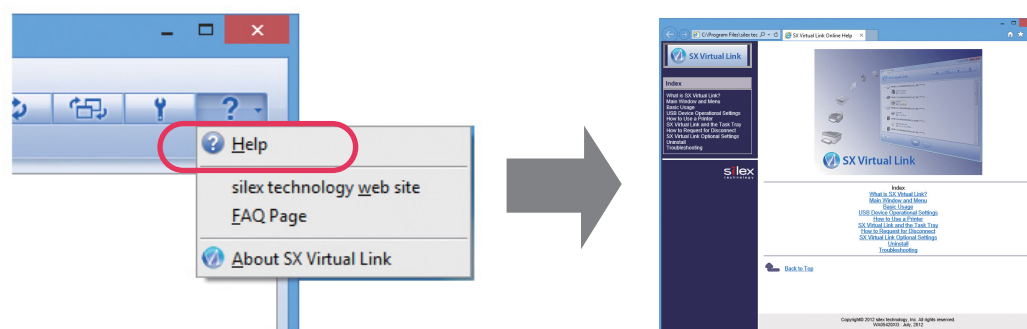 ?
Help
silex technology web site
FAQ Page
About SX Virtual Link
C:\Program Files\silex tec
SX Virtual Link Online Help
SX Virtual Link
Index
What is SX Virtual Link?
Main Window and Menu
Basic Usage
USB Device Operational Settings
How to Use a Printer
SX Virtual Link and the Task Tray
How to Request for Disconnect
SX Virtual Link Optional Settings
Uninstall
Troubleshooting
silex
technology
SX Virtual Link
Index
What is SX Virtual Link?
Main Window and Menu
Basic Usage
USB Device Operational Settings
How to Use a Printer
SX Virtual Link and the Task Tray
How to Request for Disconnect
SX Virtual Link Optional Settings
Uninstall
Troubleshooting
Back to Top
Copyright© 2012 silex technology, Inc. All rights reserved.